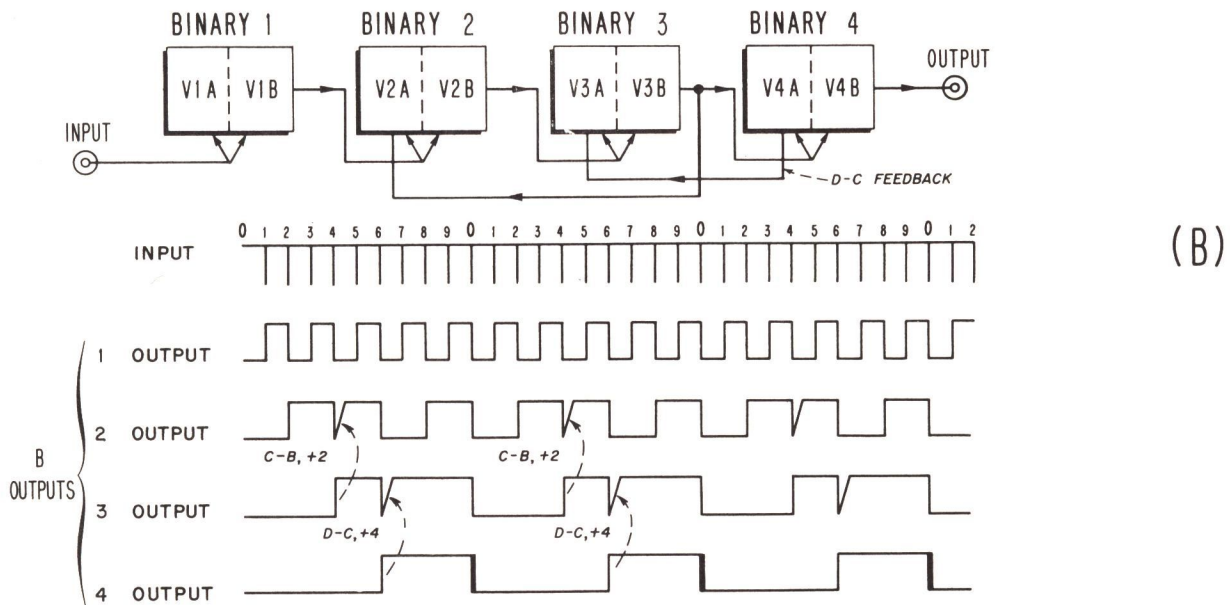 BINARY 1 BINARY 2 BINARY 3 BINARY 4
OUTPUT
V1A V1B V2A V2B V3A V3B V4A V4B
INPUT
D-C FEEDBACK
0 1 2 3 4 5 6 7 8 9 0 1 2 3 4 5 6 7 8 9 0 1 2 3 4 5 6 7 8 9 0 1 2
INPUT
(B)
1 OUTPUT
2 OUTPUT
C-B, +2 C-B, +2
B
OUTPUTS
3 OUTPUT
D-C, +4 D-C, +4
4 OUTPUT